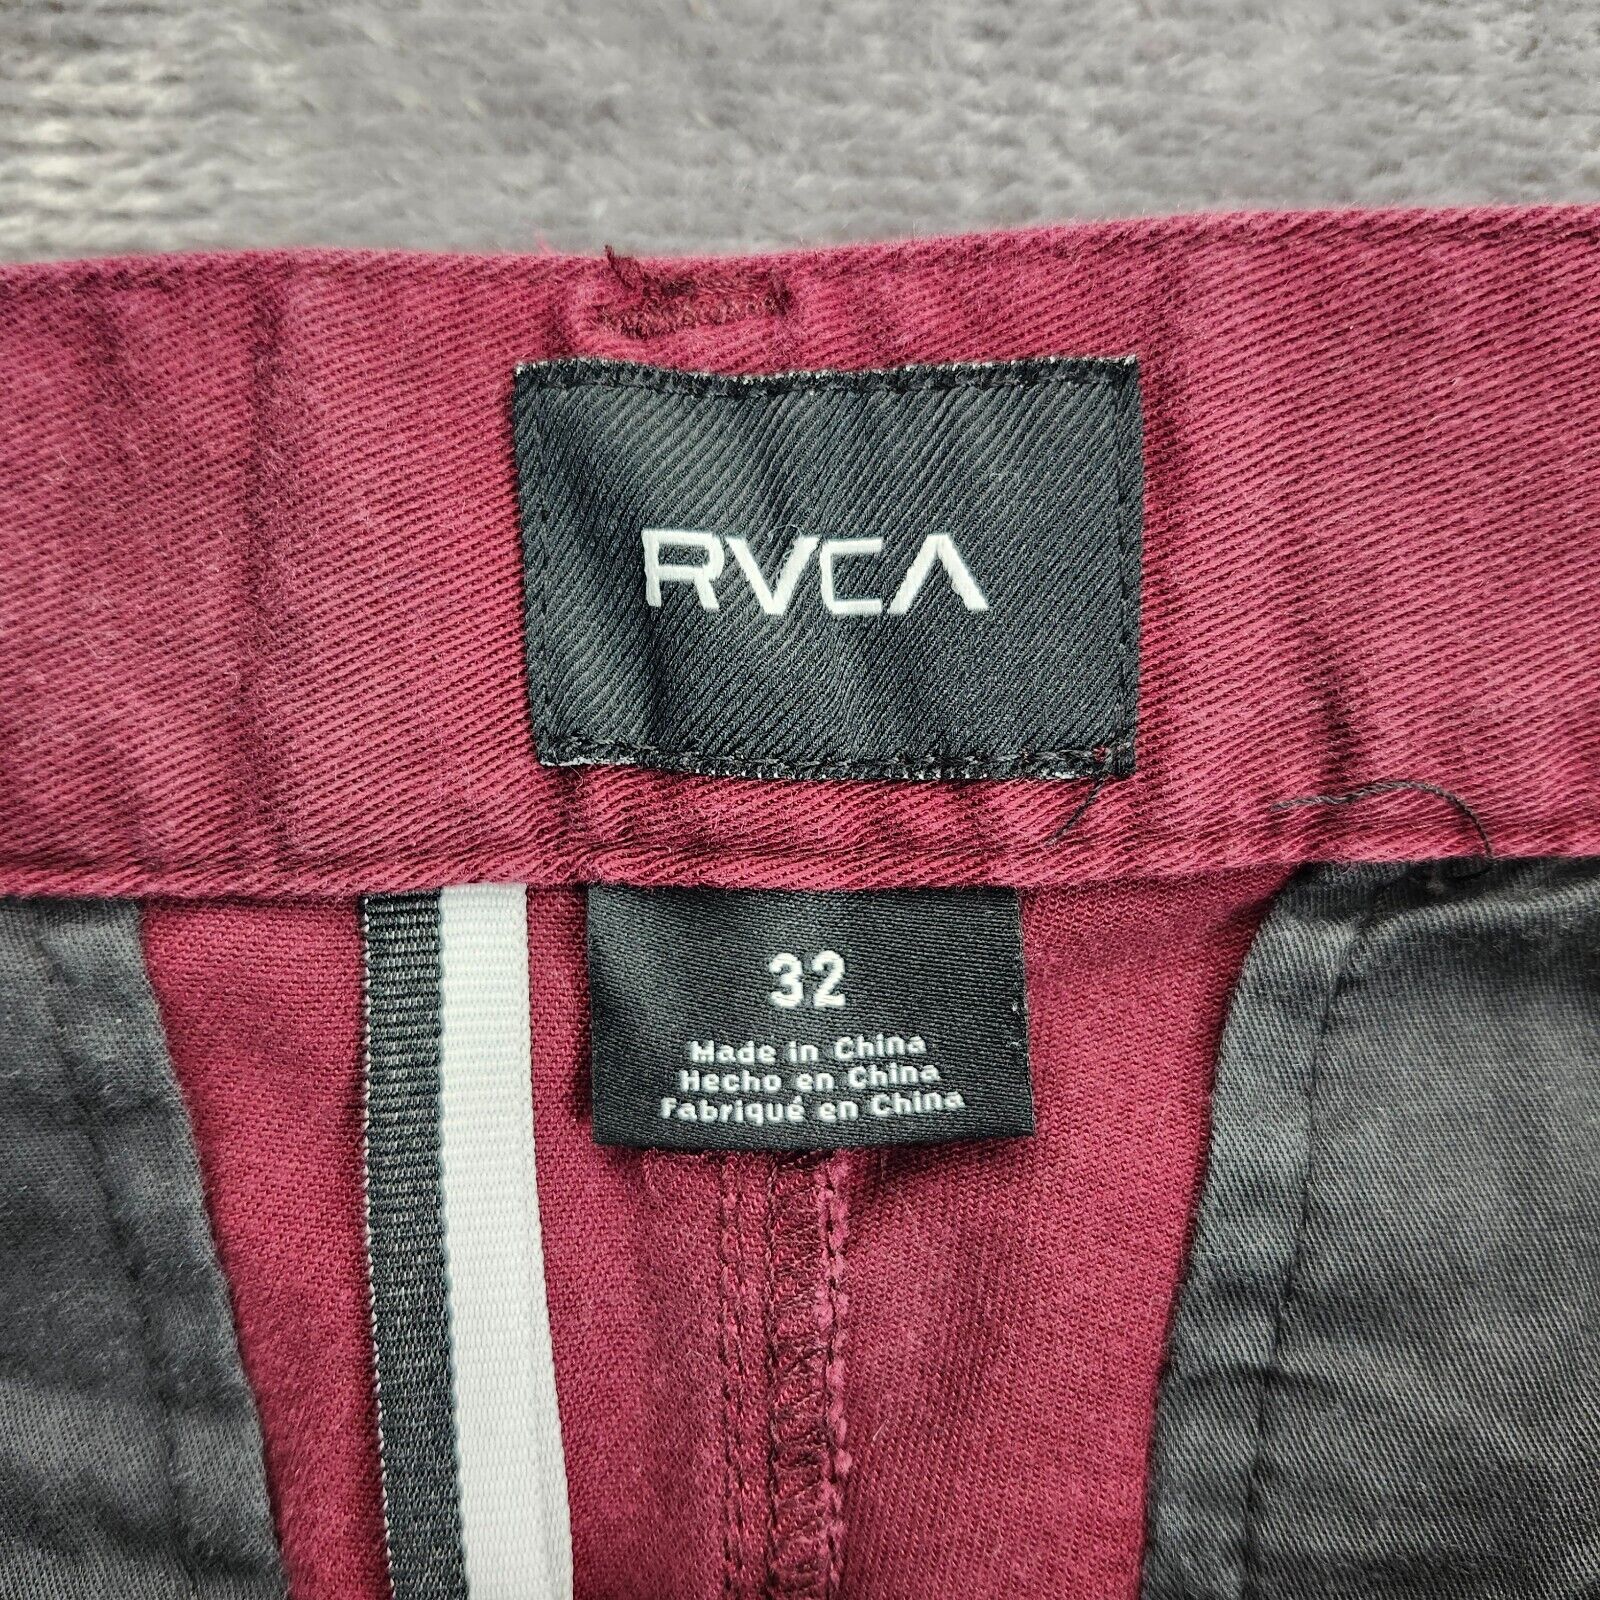 RVCA
32
Made in China
Hecho en China
Fabriqué en China